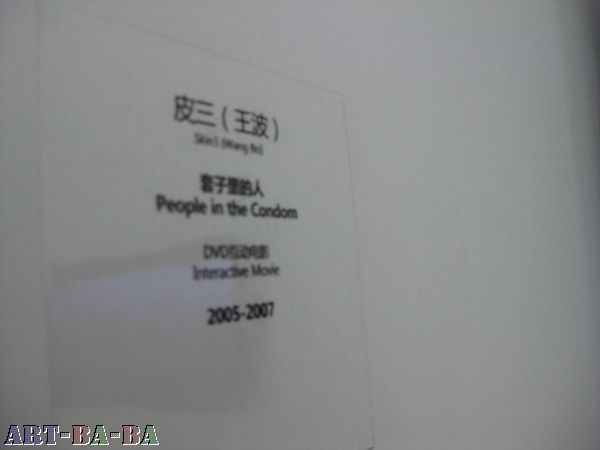 皮三（王波）
Skin3 (Wang Bo)
套子里的人
People in the Condom
DVD互动电影
Interactive Movie
2005-2007
ART-BA-BA